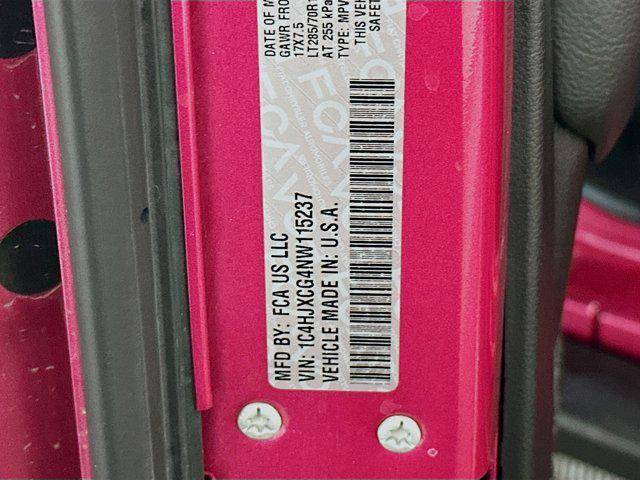 MFD BY: FCA US LLC
DATE OF M
GAWR FRO
17X7.5
LT285/70R1
AT 255 kPa
VIN: 1C4HJXCG4NW115237
TYPE: MPV
VEHICLE MADE IN: U.S.A.
THIS VEH
SAFET